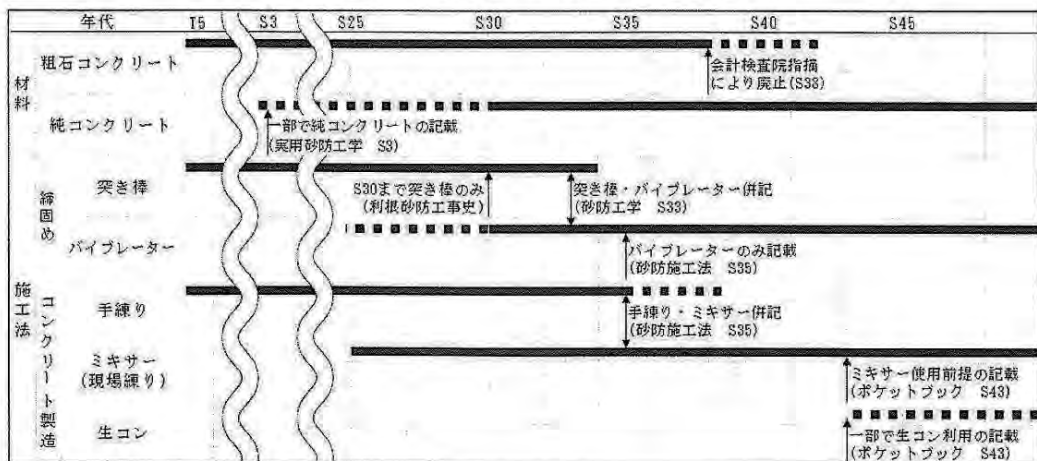 年代 T5 S3 S25 S30 S35 S40 S45
材料
粗石コンクリート
会計検査院指摘
により廃止(S38)
純コンクリート
一部で純コンクリートの記載
(実用砂防工学 S3)
施工法
締固め
突き棒
S30まで突き棒のみ
(利根砂防工事史)
突き棒・バイブレーター併記
(砂防工学 S33)
バイブレーター
バイブレーターのみ記載
(砂防施工法 S35)
コンクリート製造
手練り
手練り・ミキサー併記
(砂防施工法 S35)
ミキサー
(現場練り)
ミキサー使用前提の記載
(ポケットブック S43)
生コン
一部で生コン利用の記載
(ポケットブック S43)